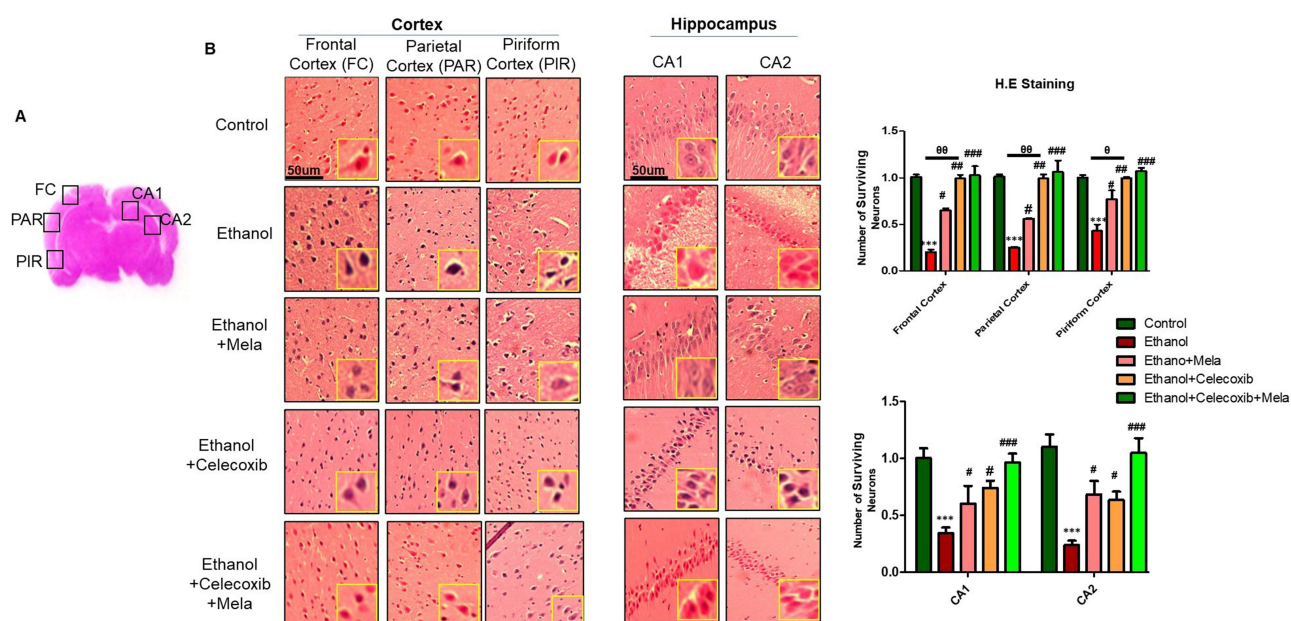 A
FC
PAR
PIR
CA1
CA2
B
Cortex
Frontal
Cortex (FC)
Parietal
Cortex (PAR)
Piriform
Cortex (PIR)
Hippocampus
CA1
CA2
Control
50um
50um
Ethanol
Ethanol
+Mela
Ethanol
+Celecoxib
Ethanol
+Celecoxib
+Mela
H.E Staining
Number of Surviving
Neurons
1.5
1.0
0.5
0.0
θθ
θθ
θ
***
#
##
###
***
#
##
###
***
#
##
###
Frontal Cortex
Parietal Cortex
Piriform Cortex
Control
Ethanol
Ethano+Mela
Ethanol+Celecoxib
Ethanol+Celecoxib+Mela
Number of Surviving
Neurons
1.5
1.0
0.5
0.0
***
#
#
###
***
#
#
###
CA1
CA2